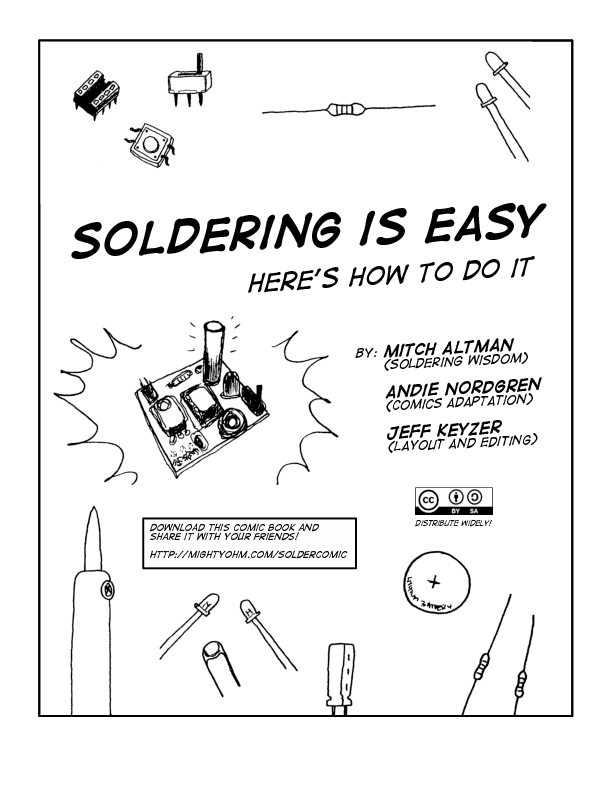 SOLDERING IS EASY
HERE'S HOW TO DO IT
BY: MITCH ALTMAN
(SOLDERING WISDOM)
ANDIE NORDGREN
(COMICS ADAPTATION)
JEFF KEYZER
(LAYOUT AND EDITING)
CC
BY SA
DISTRIBUTE WIDELY!
DOWNLOAD THIS COMIC BOOK AND
SHARE IT WITH YOUR FRIENDS!
HTTP://MIGHTYOHM.COM/SOLDERCOMIC
+